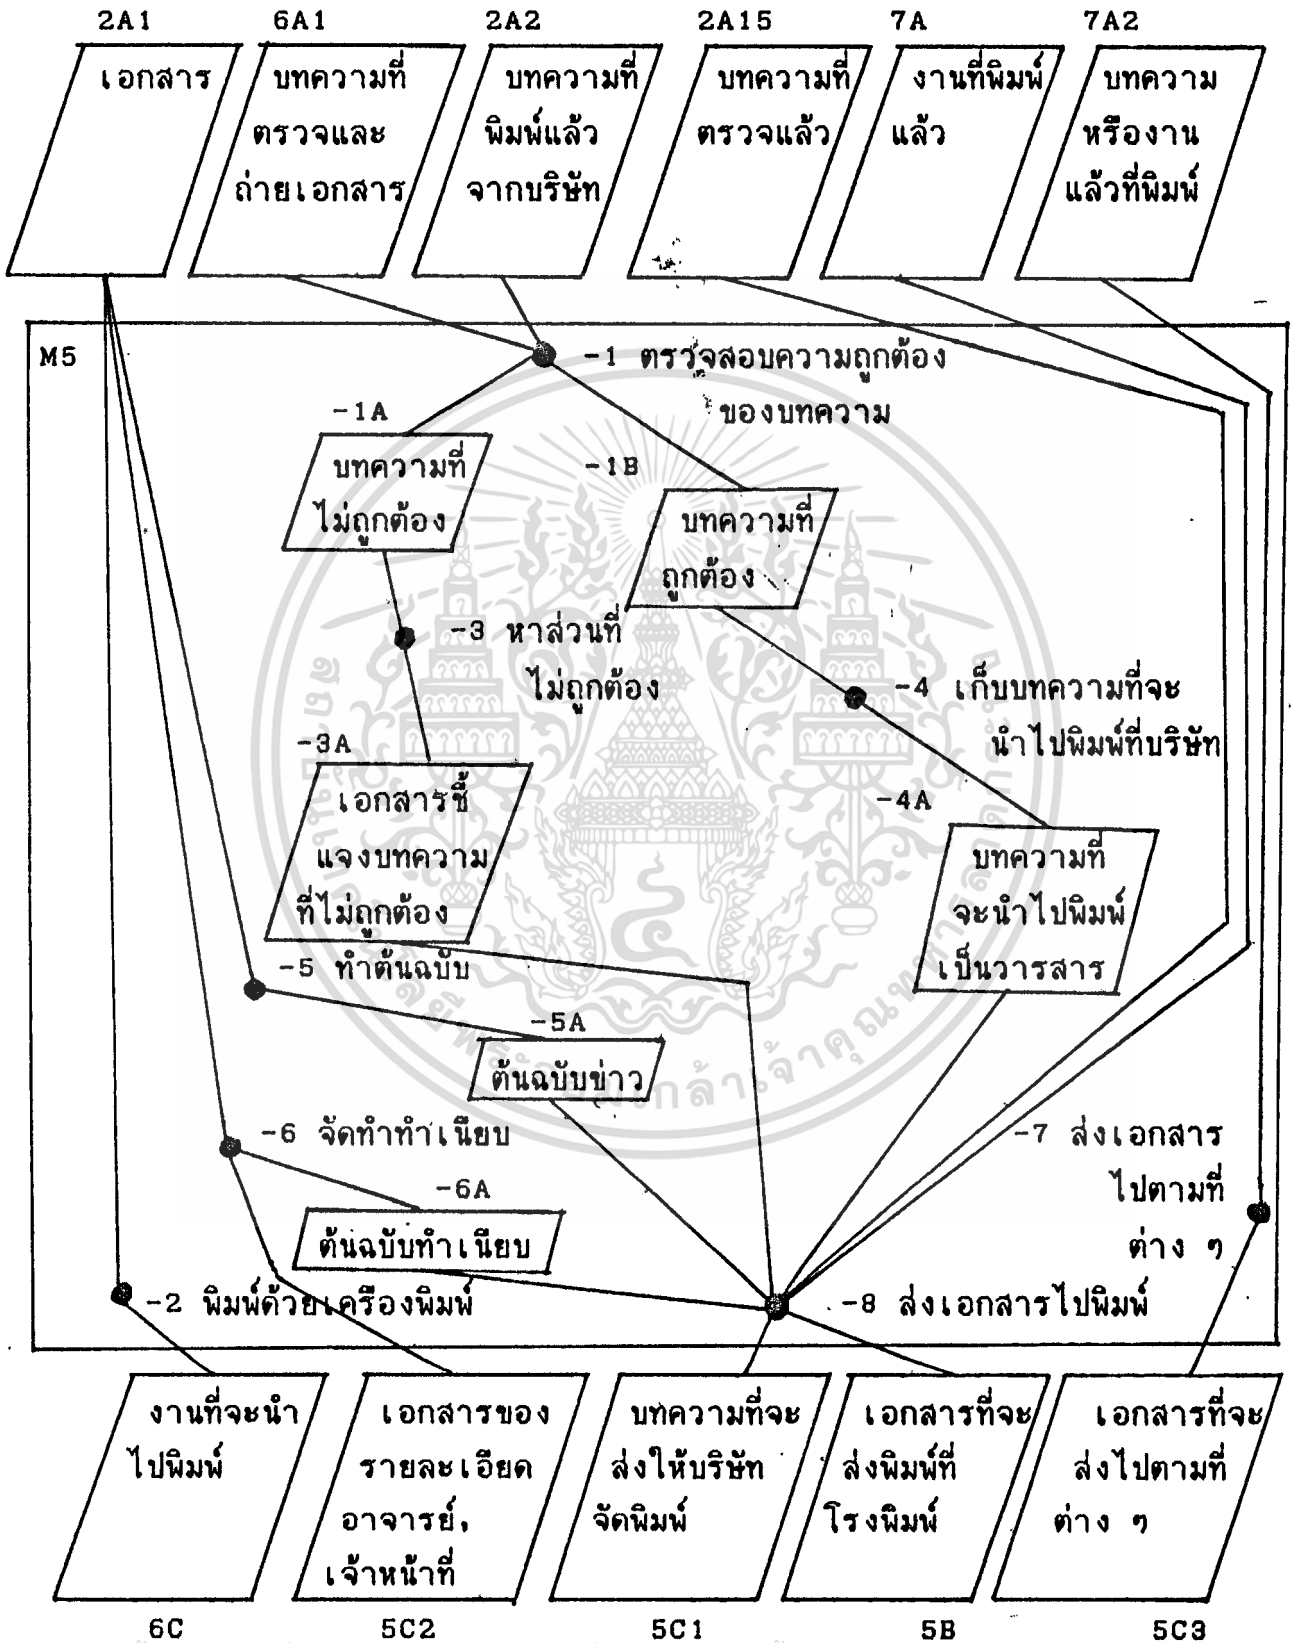 2A1 6A1 2A2 2A15 7A 7A2
เอกสาร
บทความที่
ตรวจและ
ถ่ายเอกสาร
บทความที่
พิมพ์แล้ว
จากบริษัท
บทความที่
ตรวจแล้ว
งานที่พิมพ์
แล้ว
บทความ
หรืองาน
แล้วที่พิมพ์
M5
-1 ตรวจสอบความถูกต้อง
ของบทความ
-1A
บทความที่
ไม่ถูกต้อง
-1B
บทความที่
ถูกต้อง
-3 หาส่วนที่
ไม่ถูกต้อง
-4 เก็บบทความที่จะ
นำไปพิมพ์ที่บริษัท
-3A
เอกสารชี้
แจงบทความ
ที่ไม่ถูกต้อง
-4A
บทความที่
จะนำไปพิมพ์
เป็นวารสาร
-5 ทำต้นฉบับ
-5A
ต้นฉบับข่าว
-6 จัดทำทำเนียบ
-6A
ต้นฉบับทำเนียบ
-7 ส่งเอกสาร
ไปตามที่
ต่าง ๆ
-2 พิมพ์ด้วยเครื่องพิมพ์
-8 ส่งเอกสารไปพิมพ์
งานที่จะนำ
ไปพิมพ์
เอกสารของ
รายละเอียด
อาจารย์,
เจ้าหน้าที่
บทความที่จะ
ส่งให้บริษัท
จัดพิมพ์
เอกสารที่จะ
ส่งพิมพ์ที่
โรงพิมพ์
เอกสารที่จะ
ส่งไปตามที่
ต่าง ๆ
6C 5C2 5C1 5B 5C3